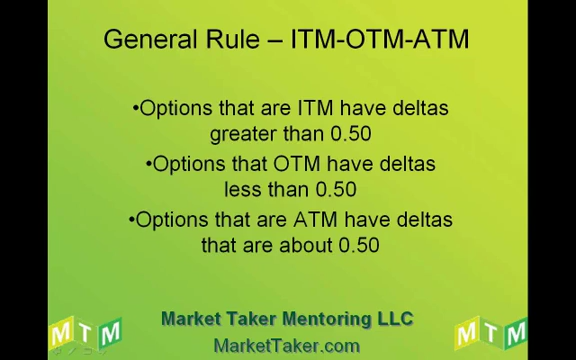 General Rule – ITM-OTM-ATM
•Options that are ITM have deltas
greater than 0.50
•Options that OTM have deltas
less than 0.50
•Options that are ATM have deltas
that are about 0.50
Market Taker Mentoring LLC
MarketTaker.com
MTM
MTM